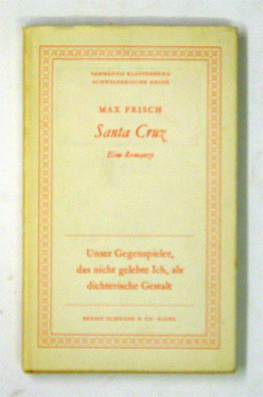 SAMMLUNG KLOSTERBERG
SCHWEIZERISCHE REIHE
MAX FRISCH
Santa Cruz
Eine Romanze
Unser Gegenspieler,
das nicht gelebte Ich, als
dichterische Gestalt
BENNO SCHWABE & CO · BASEL